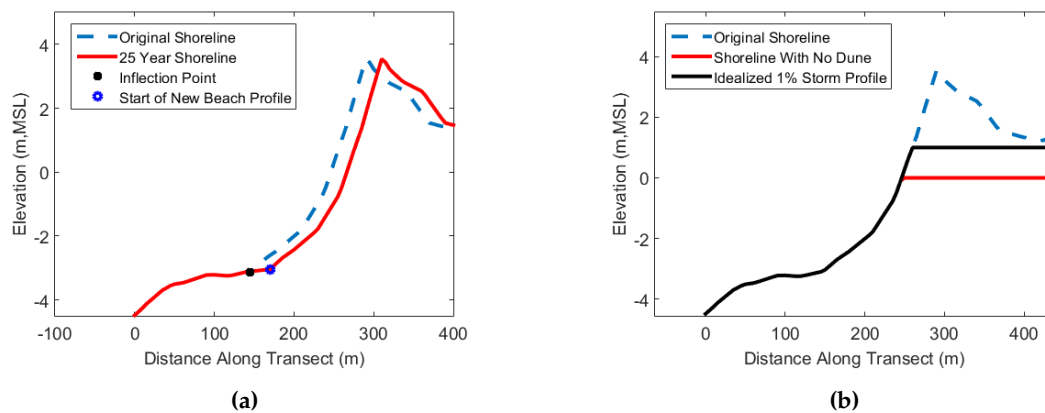 Original Shoreline
25 Year Shoreline
Inflection Point
Start of New Beach Profile
4
2
0
-2
-4
Elevation (m,MSL)
-100
0
100
200
300
400
Distance Along Transect (m)
(a)
Original Shoreline
Shoreline With No Dune
Idealized 1% Storm Profile
4
2
0
-2
-4
Elevation (m,MSL)
0
100
200
300
400
Distance Along Transect (m)
(b)